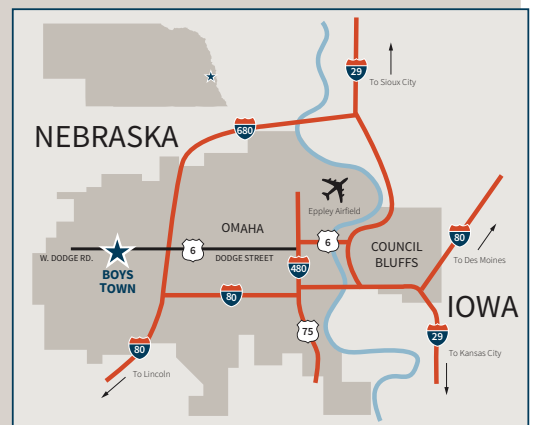 29
To Sioux City
NEBRASKA
680
Eppley Airfield
OMAHA
6
6
80
W. DODGE RD.
DODGE STREET
COUNCIL
BLUFFS
To Des Moines
480
BOYS
TOWN
80
IOWA
75
29
80
To Kansas City
To Lincoln